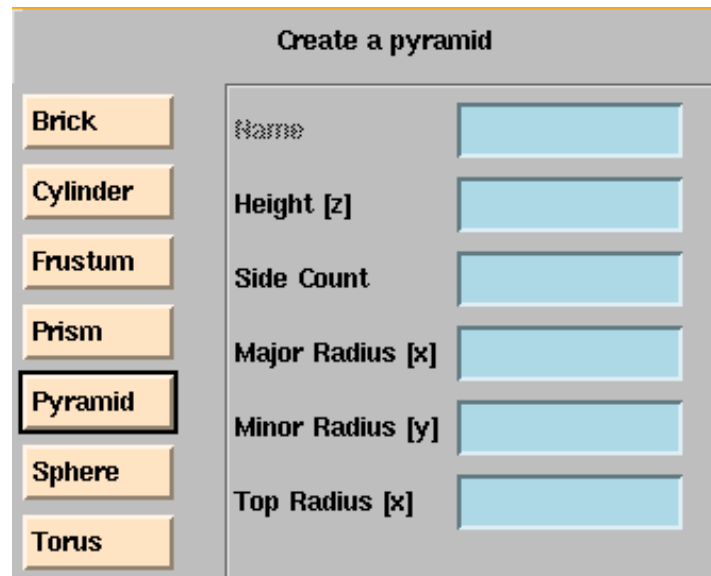 Create a pyramid
Brick
Cylinder
Frustum
Prism
Pyramid
Sphere
Torus
Name
Height [z]
Side Count
Major Radius [x]
Minor Radius [y]
Top Radius [x]